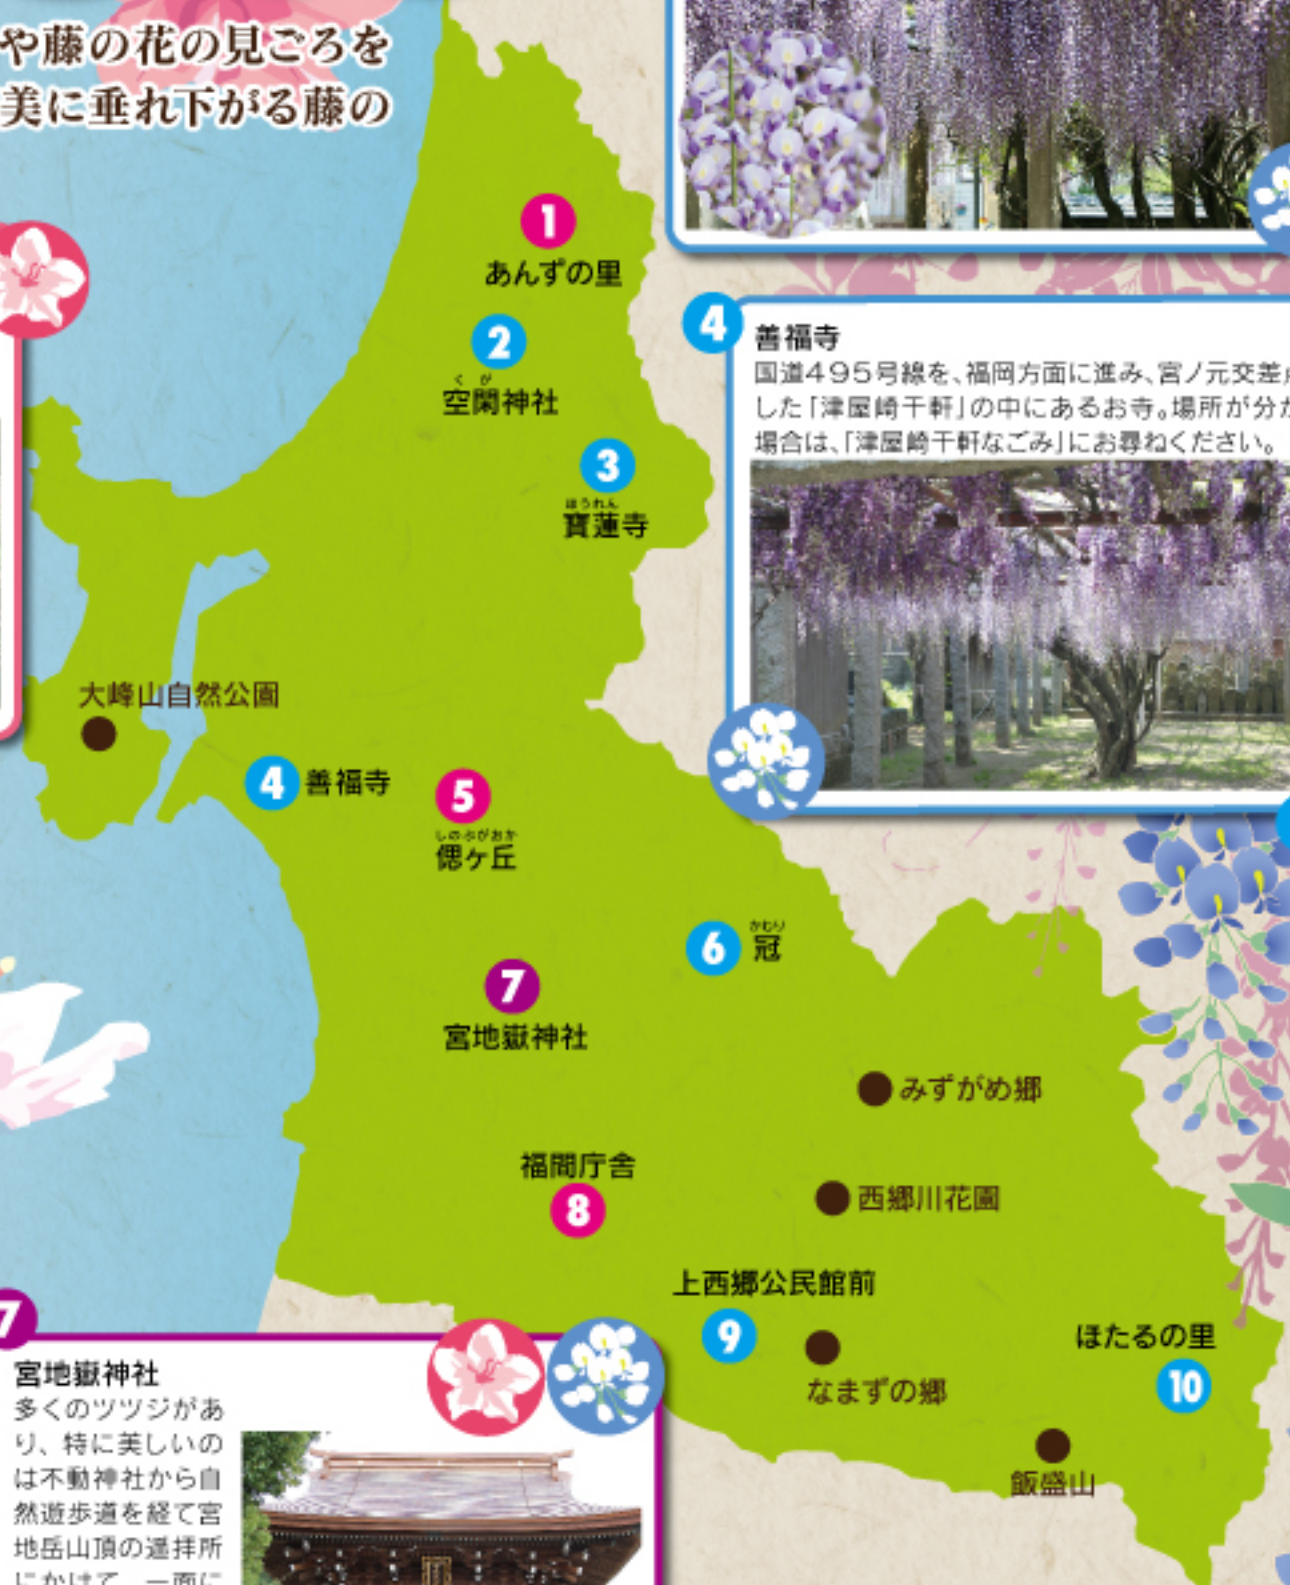 や藤の花の見ごろを
美に垂れ下がる藤の
1
あんずの里
2
くが
空閑神社
3
ほうれん
寶蓮寺
4
善福寺
国道495号線を、福岡方面に進み、宮ノ元交差点
した「津屋崎千軒」の中にあるお寺。場所が分か
場合は、「津屋崎千軒なごみ」にお尋ねください。
大峰山自然公園
4 善福寺
5
しのぶがおか
偲ヶ丘
6
かむり
冠
7
宮地嶽神社
みずがめ郷
福間庁舎
8
西郷川花園
上西郷公民館前
9
なまずの郷
ほたるの里
10
飯盛山
7
宮地嶽神社
多くのツツジがあ
り、特に美しいの
は不動神社から自
然遊歩道を経て宮
地岳山頂の遥拝所
にかけて、一面に